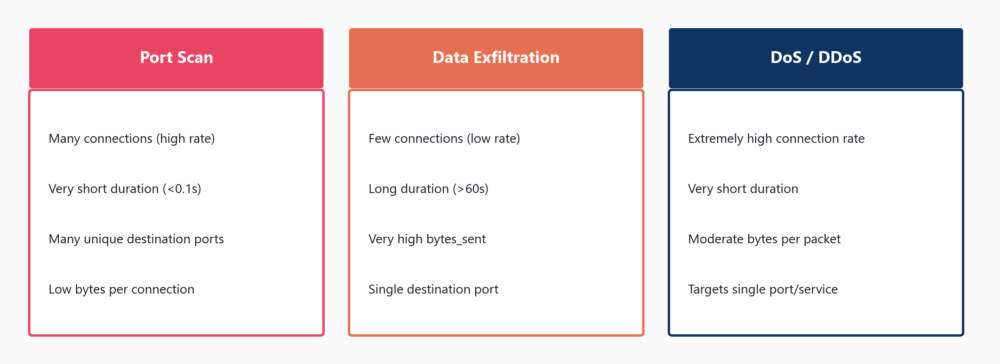 Port Scan
Many connections (high rate)
Very short duration (<0.1s)
Many unique destination ports
Low bytes per connection
Data Exfiltration
Few connections (low rate)
Long duration (>60s)
Very high bytes_sent
Single destination port
DoS / DDoS
Extremely high connection rate
Very short duration
Moderate bytes per packet
Targets single port/service